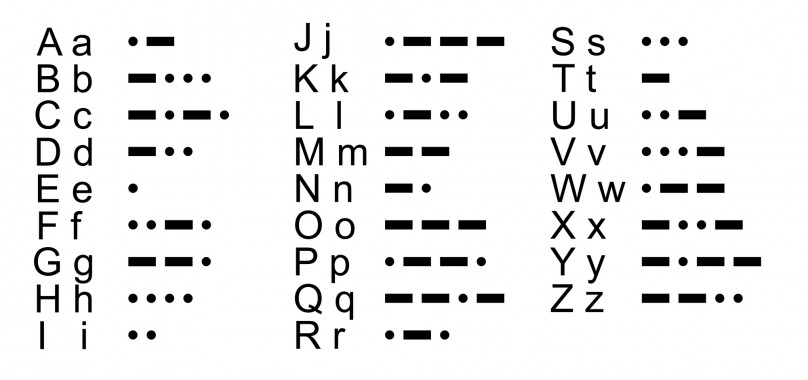 A a •–
B b –•••
C c –•–•
D d –••
E e •
F f ••–•
G g ––•
H h ••••
I i ••
J j •–––
K k –•–
L l •–••
M m ––
N n –•
O o –––
P p •––•
Q q ––•–
R r •–•
S s •••
T t –
U u ••–
V v •••–
W w •––
X x –••–
Y y –•––
Z z ––••